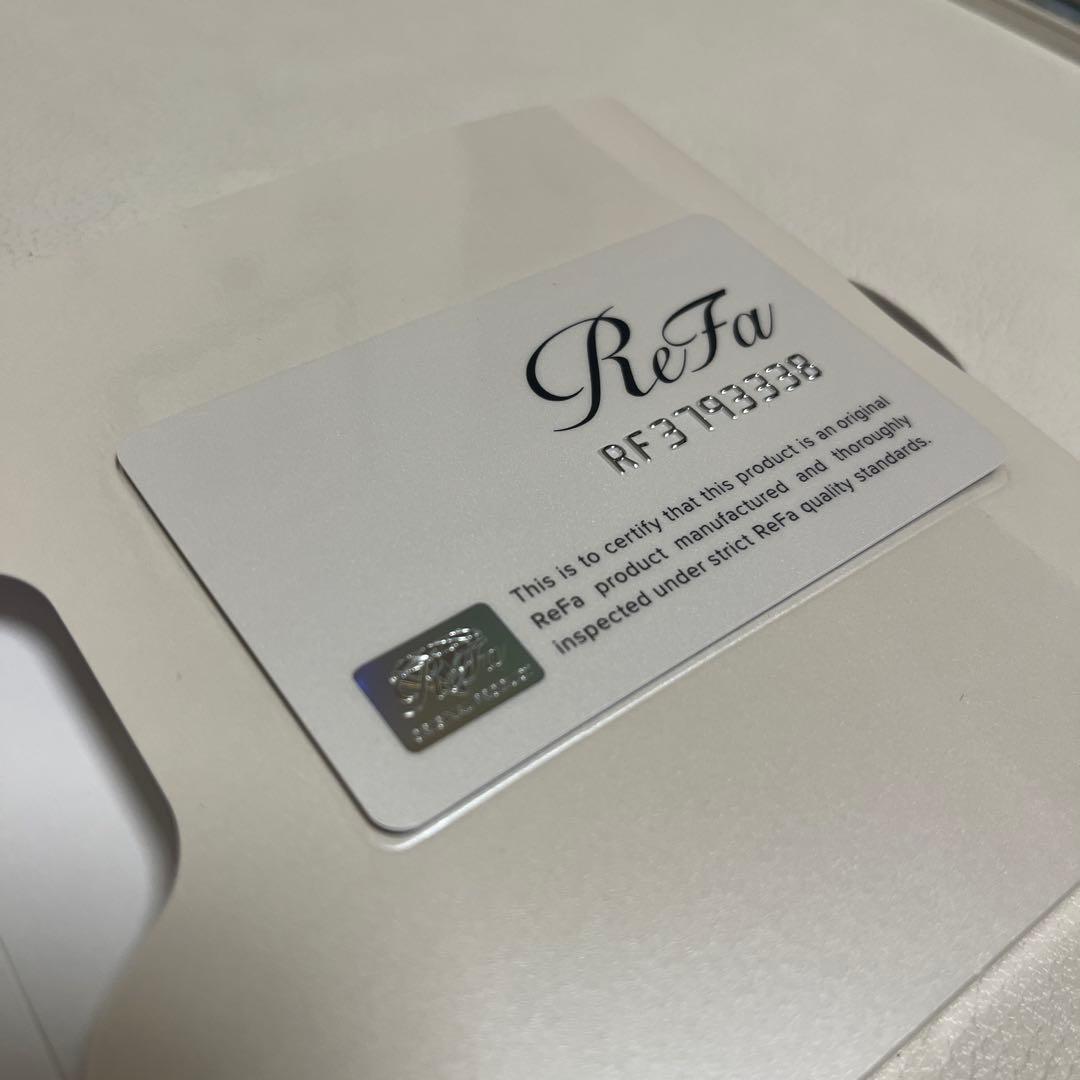 ReFa
RF3793338
This is to certify that this product is an original
ReFa product manufactured and thoroughly
inspected under strict ReFa quality standards.
ReFa